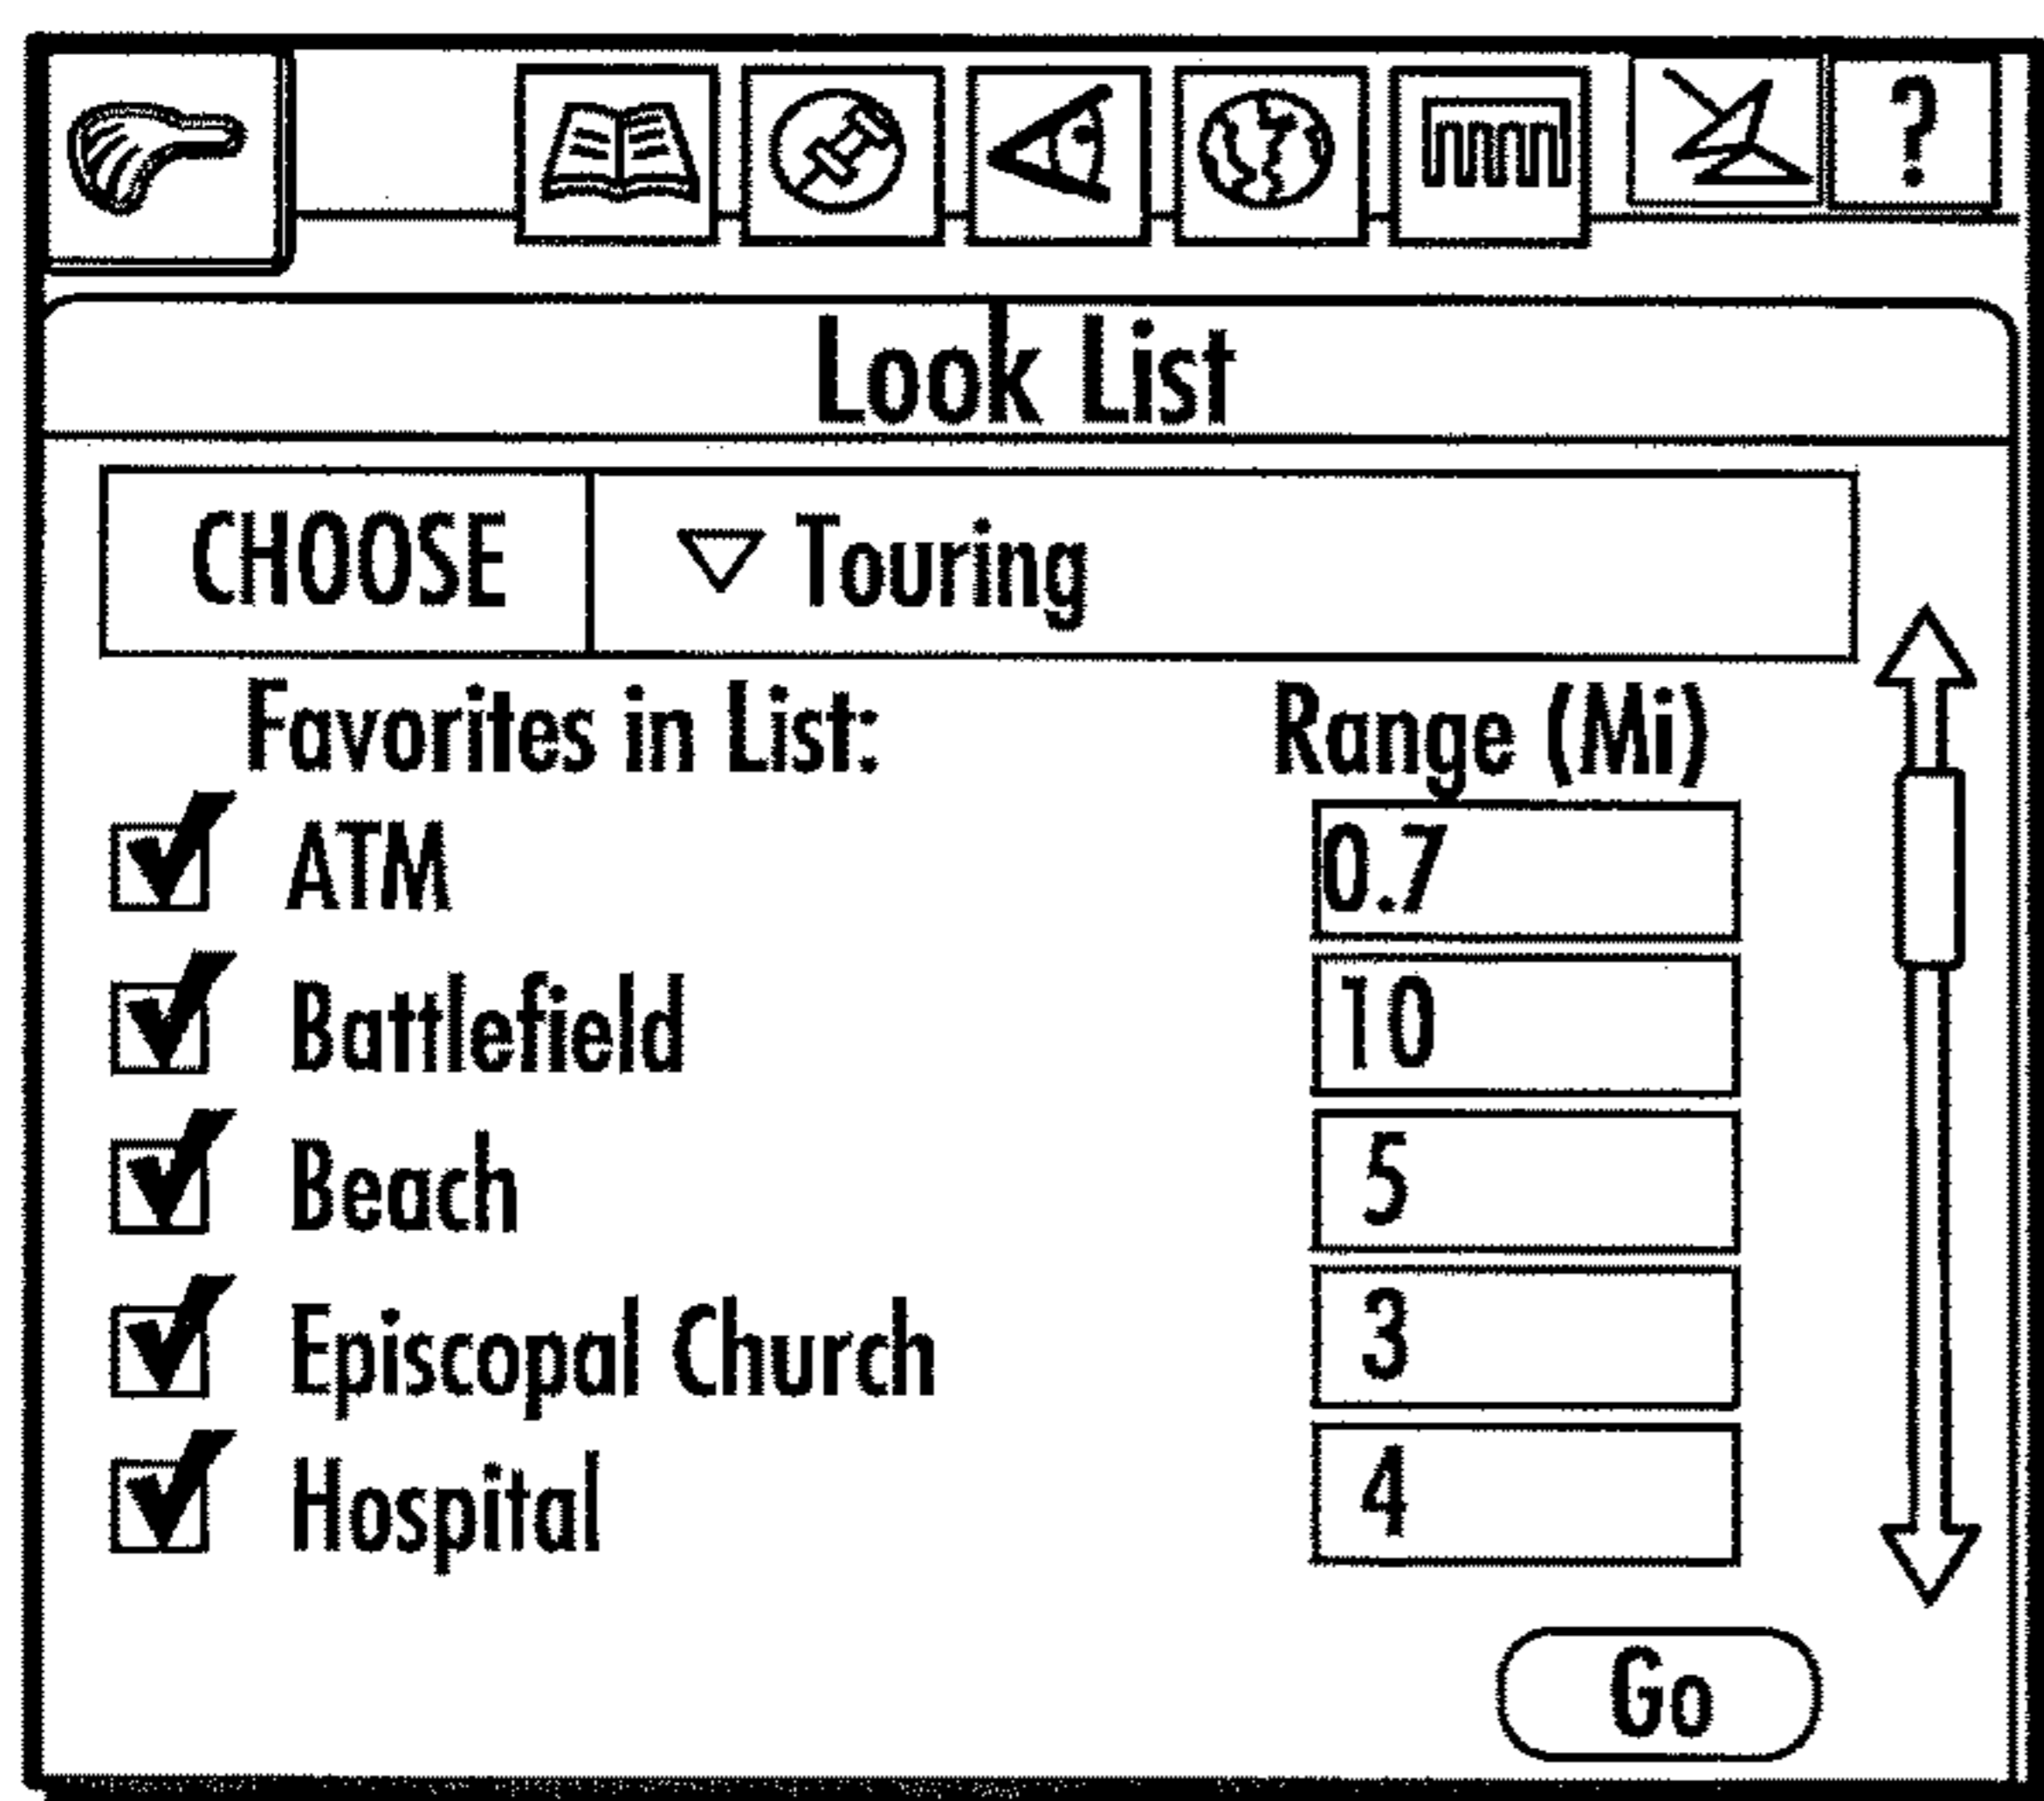 ?
Look List
CHOOSE Touring
Favorites in List: Range (Mi)
ATM 0.7
Battlefield 10
Beach 5
Episcopal Church 3
Hospital 4
Go